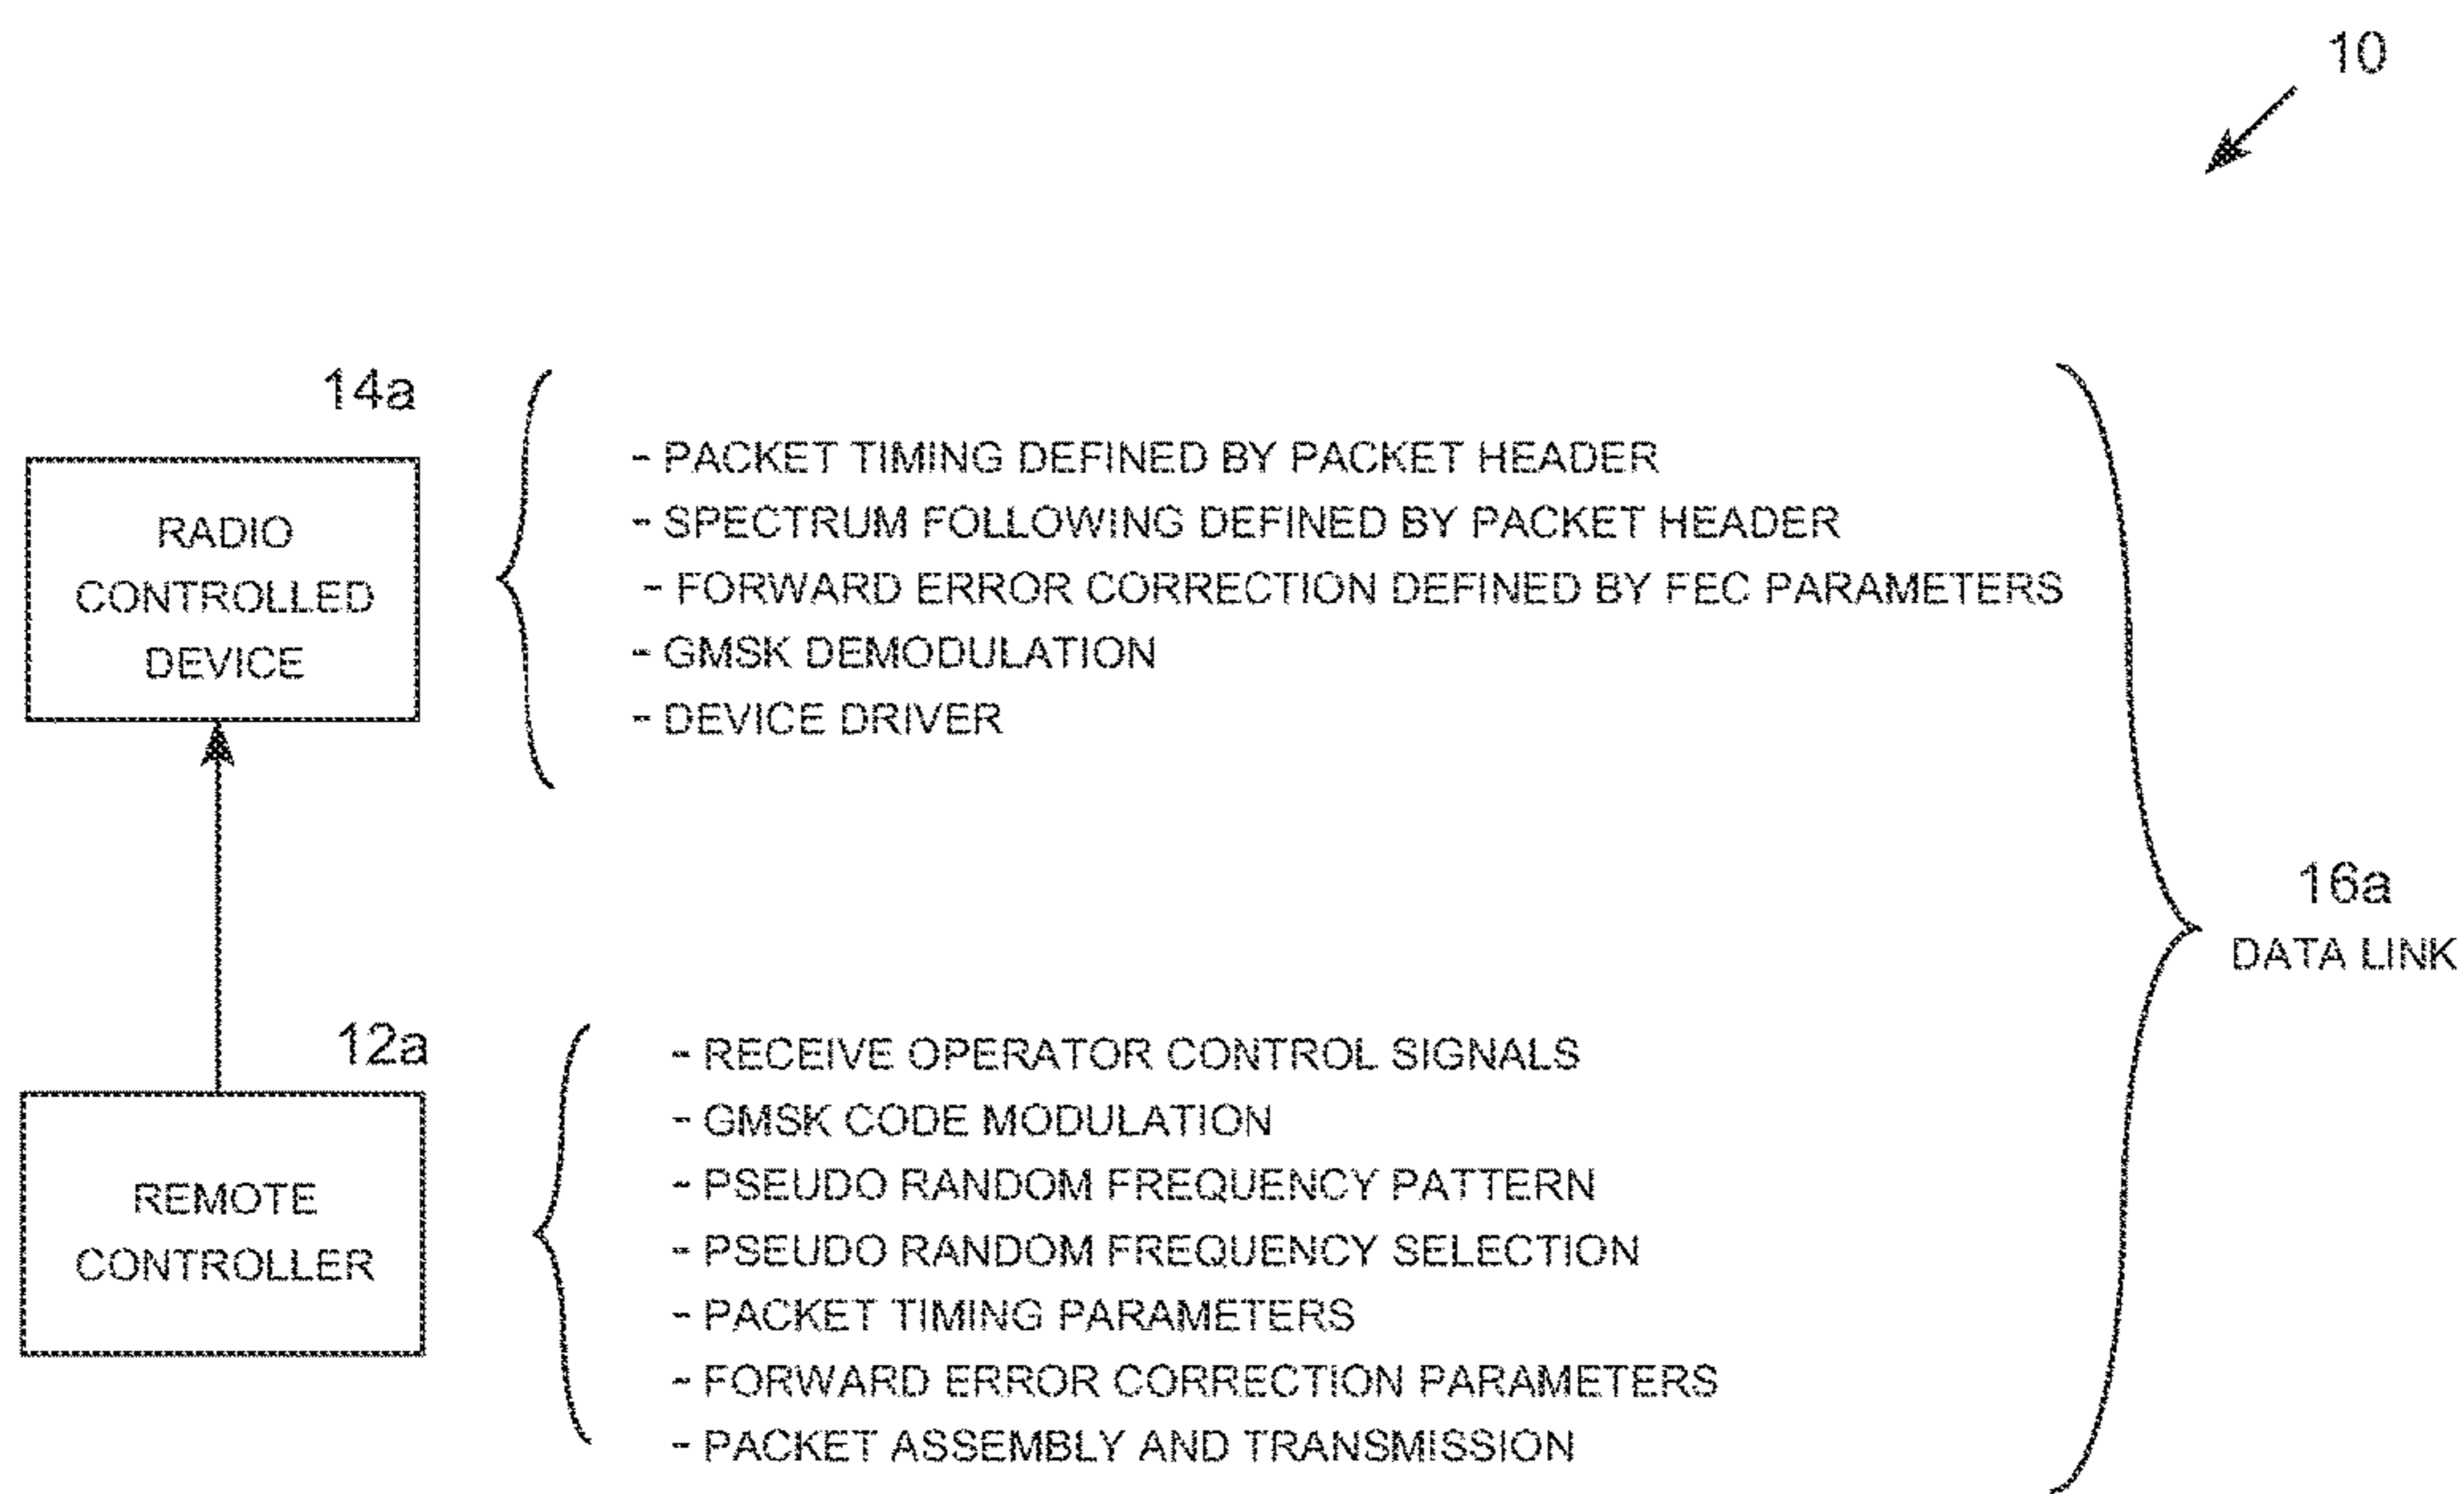 10
14a
RADIO
CONTROLLED
DEVICE
- PACKET TIMING DEFINED BY PACKET HEADER
- SPECTRUM FOLLOWING DEFINED BY PACKET HEADER
- FORWARD ERROR CORRECTION DEFINED BY FEC PARAMETERS
- GMSK DEMODULATION
- DEVICE DRIVER
16a
DATA LINK
12a
REMOTE
CONTROLLER
- RECEIVE OPERATOR CONTROL SIGNALS
- GMSK CODE MODULATION
- PSEUDO RANDOM FREQUENCY PATTERN
- PSEUDO RANDOM FREQUENCY SELECTION
- PACKET TIMING PARAMETERS
- FORWARD ERROR CORRECTION PARAMETERS
- PACKET ASSEMBLY AND TRANSMISSION